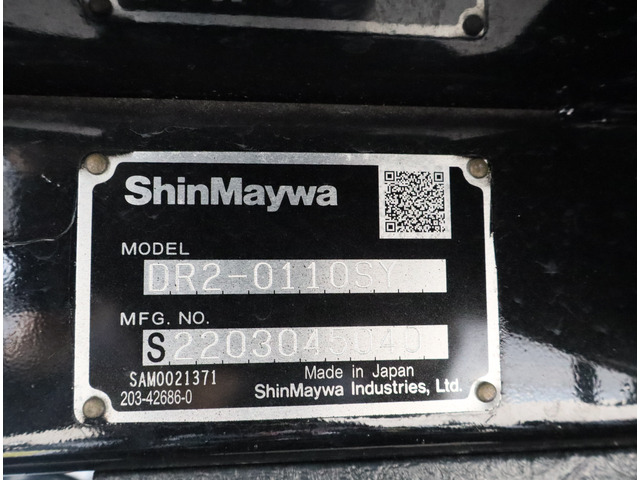 ShinMaywa
MODEL
DR2-0110SY
MFG. NO.
S2203045040
SAM0021371
203-42686-0
Made in Japan
ShinMaywa Industries, Ltd.